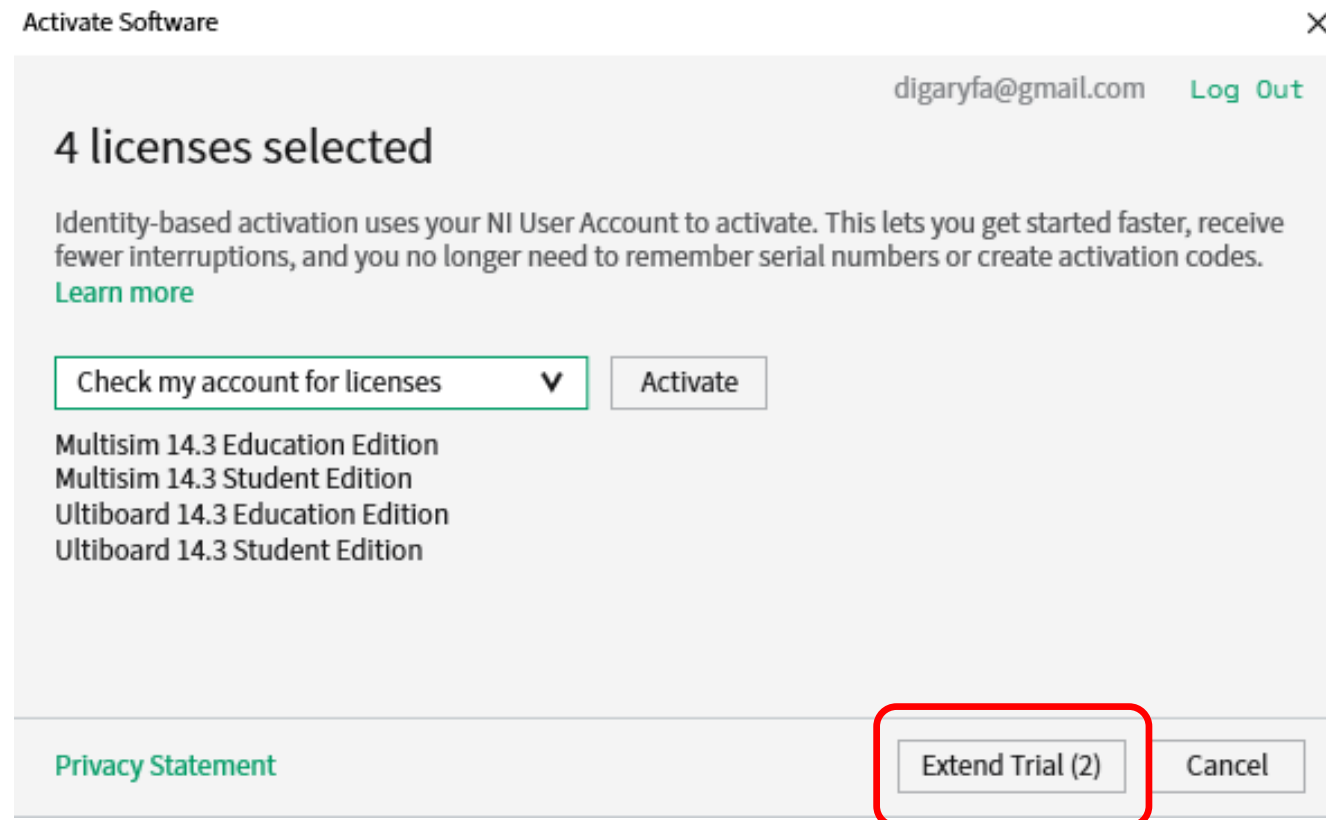 Activate Software
digaryfa@gmail.com Log Out
4 licenses selected
Identity-based activation uses your NI User Account to activate. This lets you get started faster, receive
fewer interruptions, and you no longer need to remember serial numbers or create activation codes.
Learn more
Check my account for licenses Activate
Multisim 14.3 Education Edition
Multisim 14.3 Student Edition
Ultiboard 14.3 Education Edition
Ultiboard 14.3 Student Edition
Privacy Statement Extend Trial (2) Cancel